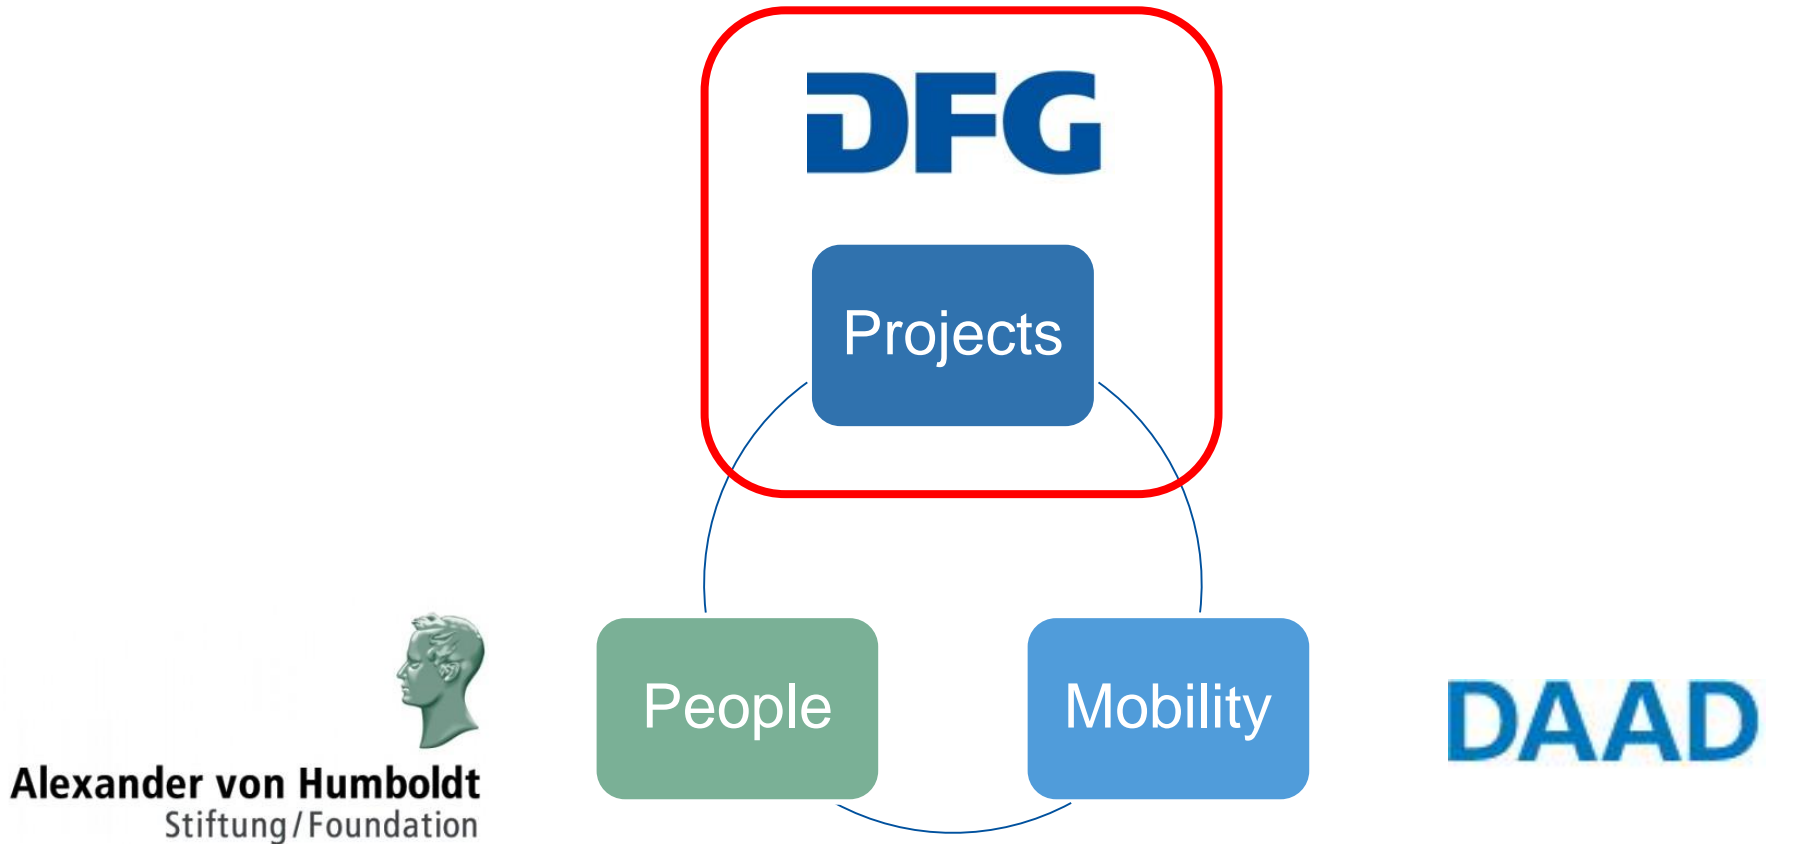 DFG
Projects
People
Mobility
DAAD
Alexander von Humboldt
Stiftung/Foundation